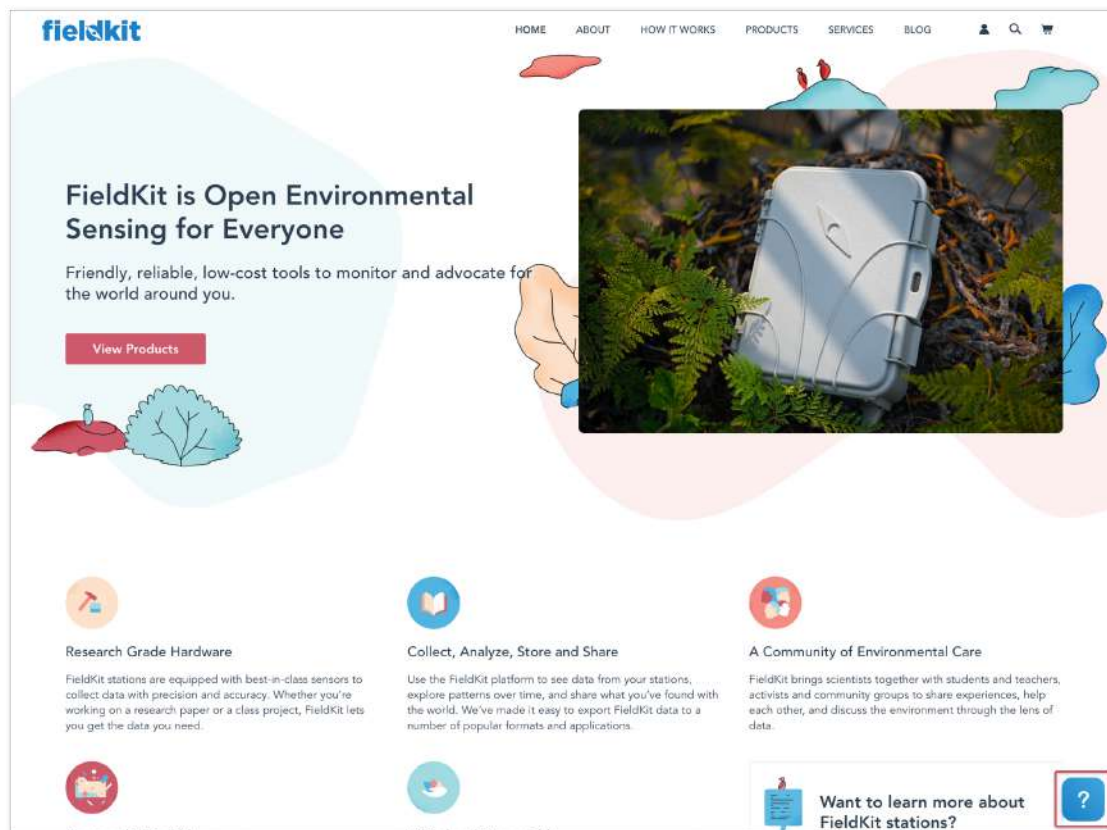 fieldkit
HOME ABOUT HOW IT WORKS PRODUCTS SERVICES BLOG
FieldKit is Open Environmental
Sensing for Everyone
Friendly, reliable, low-cost tools to monitor and advocate for
the world around you.
View Products
Research Grade Hardware
FieldKit stations are equipped with best-in-class sensors to
collect data with precision and accuracy. Whether you're
working on a research paper or a class project, FieldKit lets
you get the data you need.
Collect, Analyze, Store and Share
Use the FieldKit platform to see data from your stations,
explore patterns over time, and share what you've found with
the world. We've made it easy to export FieldKit data to a
number of popular formats and applications.
A Community of Environmental Care
FieldKit brings scientists together with students and teachers,
activists and community groups to share experiences, help
each other, and discuss the environment through the lens of
data.
Want to learn more about
FieldKit stations?
?